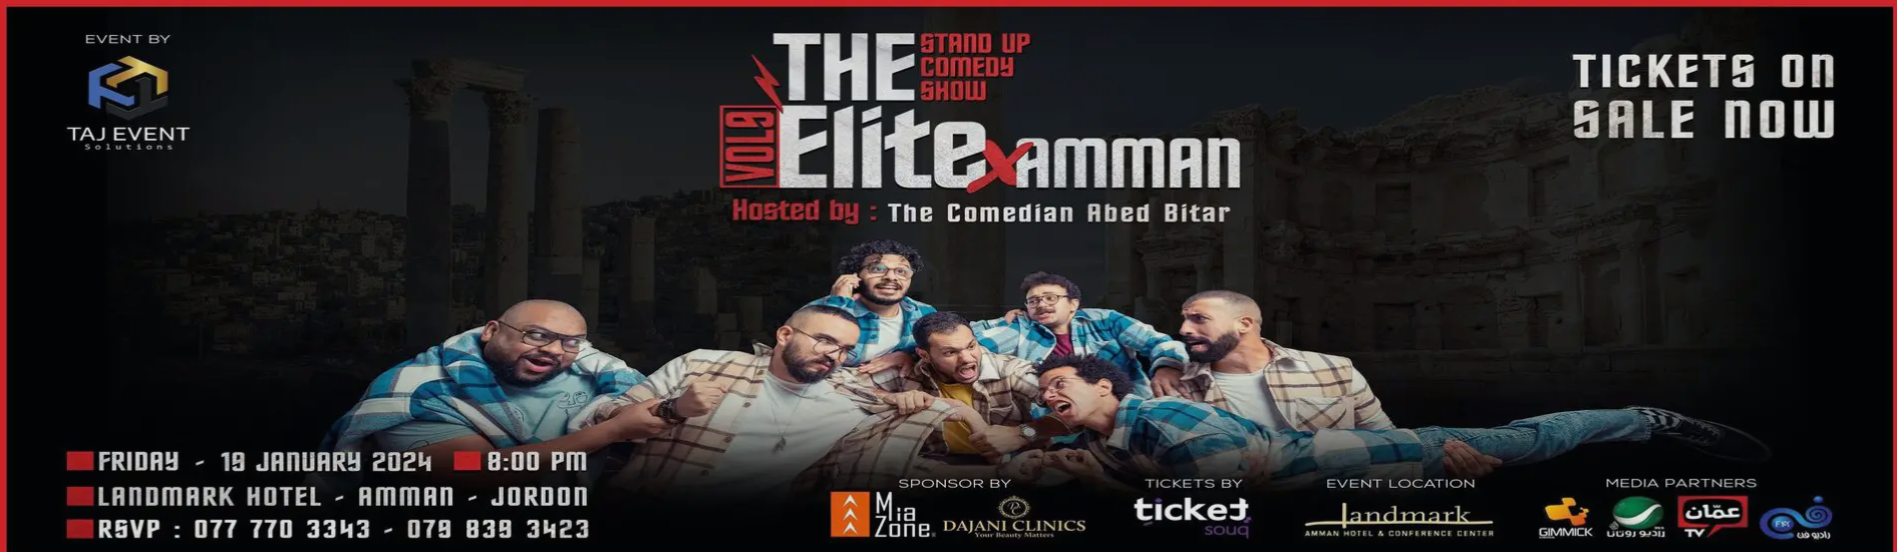 EVENT BY
TAJ EVENT
Solutions
THE
STAND UP
COMEDY
SHOW
VOL9
Elite x AMMAN
Hosted by : The Comedian Abed Bitar
TICKETS ON
SALE NOW
FRIDAY - 19 JANUARY 2024 8:00 PM
LANDMARK HOTEL - AMMAN - JORDON
RSVP : 077 770 3343 - 079 839 3423
SPONSOR BY
Mia
Zone
DAJANI CLINICS
Your Beauty Matters
TICKETS BY
ticket
souq
EVENT LOCATION
landmark
AMMAN HOTEL & CONFERENCE CENTER
MEDIA PARTNERS
GIMMICK
راديو روتانا
عمّان
TV
راديو فن